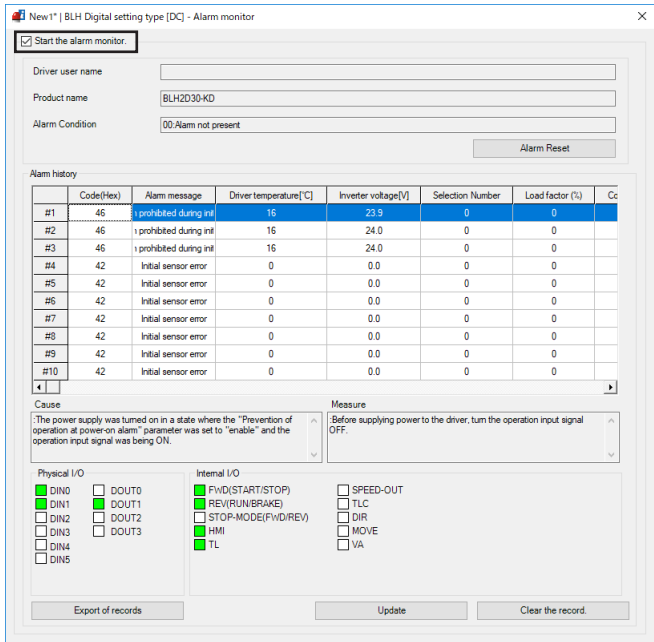 New1* | BLH Digital setting type [DC] - Alarm monitor
Start the alarm monitor.
Driver user name
Product name BLH2D30-KD
Alarm Condition 00:Alarm not present
Alarm Reset
Alarm history
Code(Hex) Alarm message Driver temperature[°C] Inverter voltage[V] Selection Number Load factor (%) Cc
#1 46 prohibited during init 16 23.9 0 0
#2 46 prohibited during init 16 24.0 0 0
#3 46 prohibited during init 16 24.0 0 0
#4 42 Initial sensor error 0 0.0 0 0
#5 42 Initial sensor error 0 0.0 0 0
#6 42 Initial sensor error 0 0.0 0 0
#7 42 Initial sensor error 0 0.0 0 0
#8 42 Initial sensor error 0 0.0 0 0
#9 42 Initial sensor error 0 0.0 0 0
#10 42 Initial sensor error 0 0.0 0 0
Cause
:The power supply was turned on in a state where the "Prevention of
operation at power-on alarm" parameter was set to "enable" and the
operation input signal was being ON.
Measure
:Before supplying power to the driver, turn the operation input signal
OFF.
Physical I/O
DIN0 DOUT0
DIN1 DOUT1
DIN2 DOUT2
DIN3 DOUT3
DIN4
DIN5
Internal I/O
FWD(START/STOP) SPEED-OUT
REV(RUN/BRAKE) TLC
STOP-MODE(FWD/REV) DIR
HMI MOVE
TL VA
Export of records Update Clear the record.